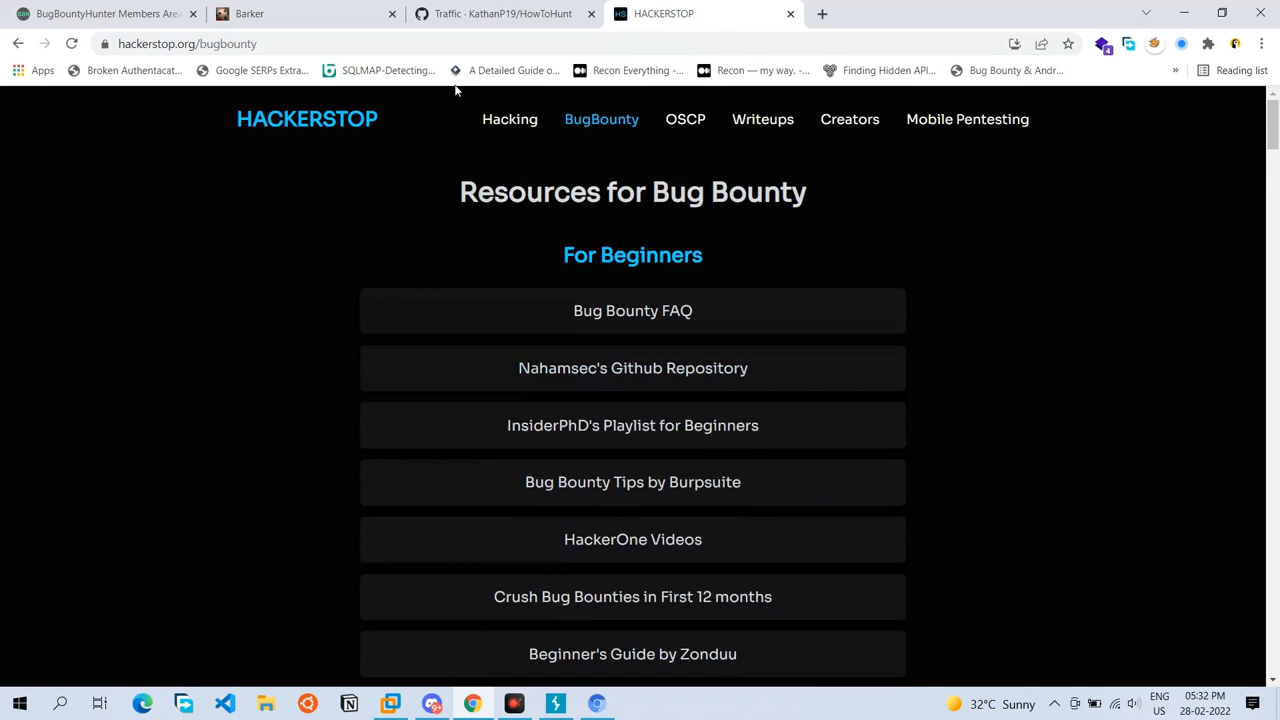 BugBountyHunter Members Area
Barker
Traffic · KathanP19/HowToHunt
HS HACKERSTOP
hackerstop.org/bugbounty
4
Apps
Broken Authentacat...
Google SERPs Extra...
SQLMAP-Detecting...
A Detailed Guide o...
Recon Everything -...
Recon — my way. -...
Finding Hidden API...
Bug Bounty & Andr...
»
Reading list
HACKERSTOP
Hacking
BugBounty
OSCP
Writeups
Creators
Mobile Pentesting
Resources for Bug Bounty
For Beginners
Bug Bounty FAQ
Nahamsec's Github Repository
InsiderPhD's Playlist for Beginners
Bug Bounty Tips by Burpsuite
HackerOne Videos
Crush Bug Bounties in First 12 months
Beginner's Guide by Zonduu
9+
32°C Sunny
ENG
US
05:32 PM
28-02-2022